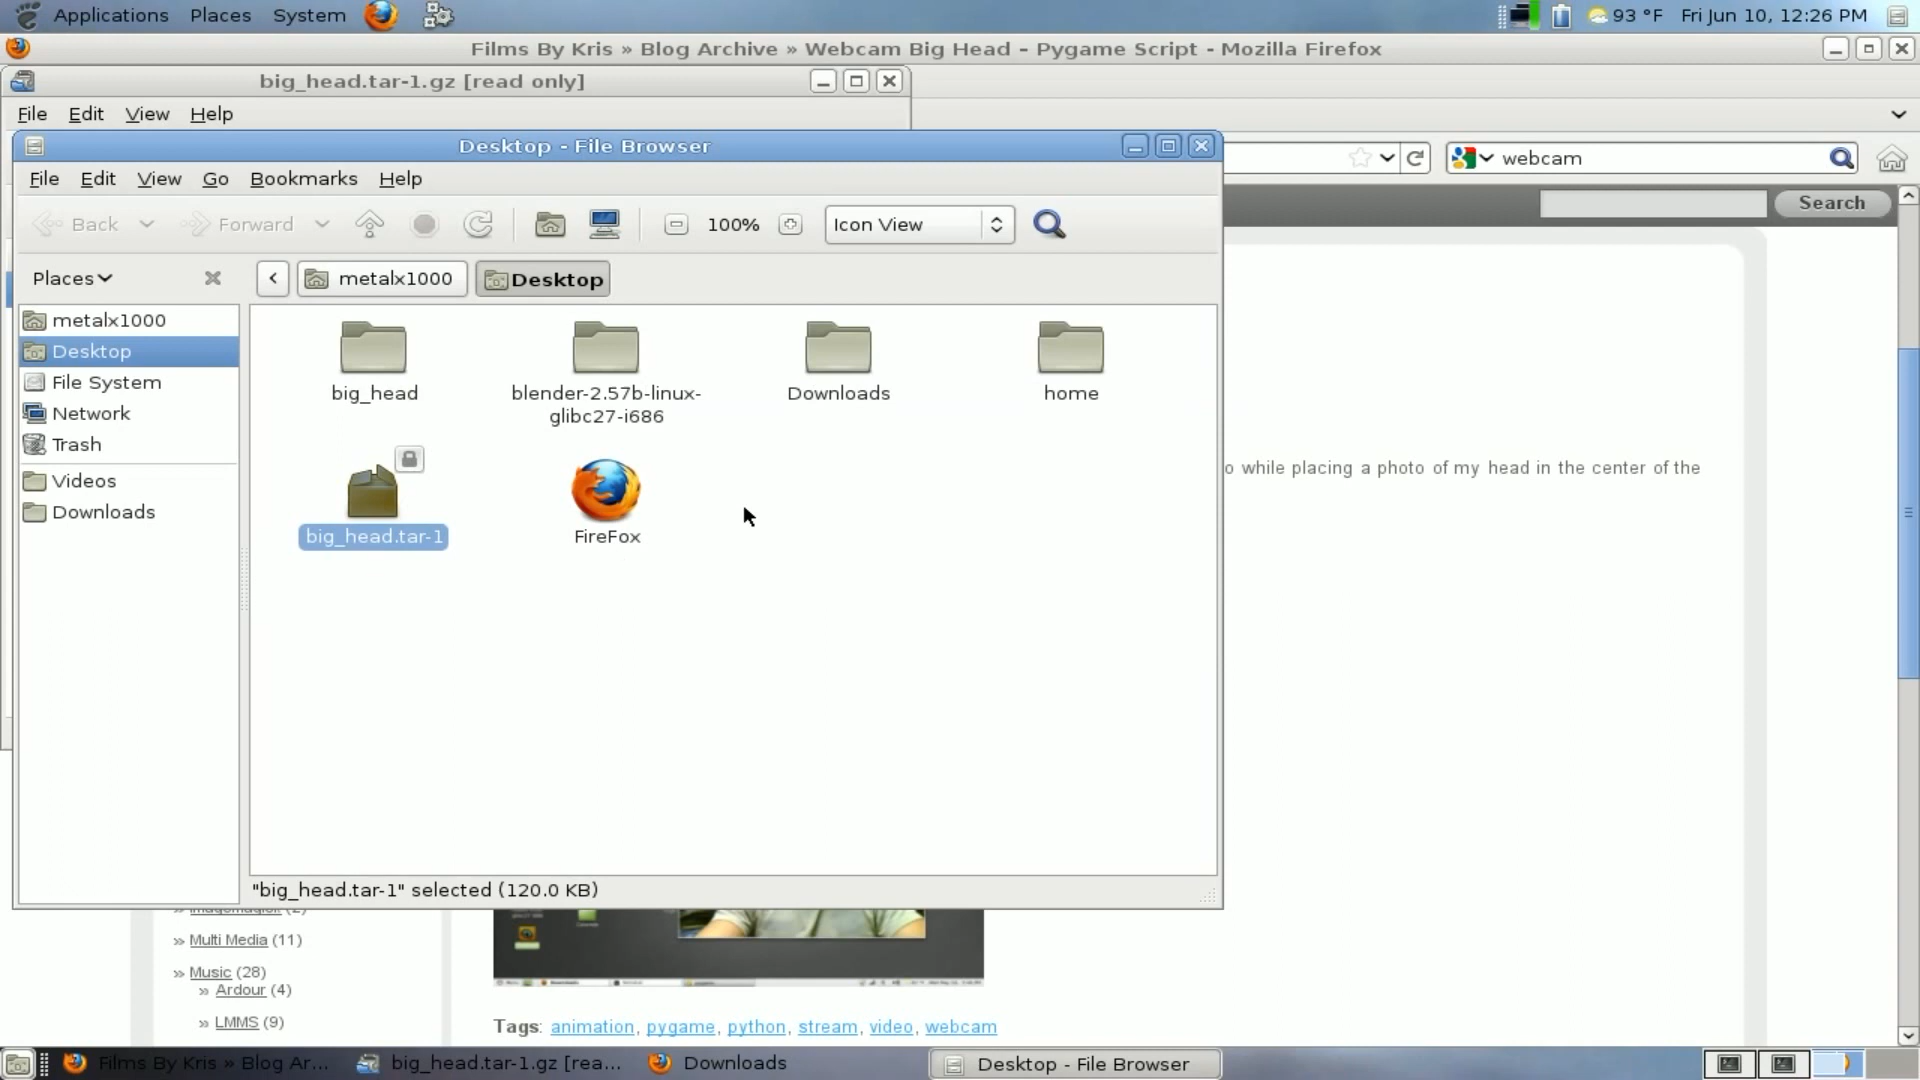 Applications Places System 93 °F Fri Jun 10, 12:26 PM
Films By Kris » Blog Archive » Webcam Big Head – Pygame Script - Mozilla Firefox
big_head.tar-1.gz [read only]
File Edit View Help
Desktop - File Browser
webcam
File Edit View Go Bookmarks Help
Search
Back Forward 100% Icon View
Places metalx1000 Desktop
metalx1000
Desktop
File System
Network
Trash
Videos
Downloads
big_head
blender-2.57b-linux-
glibc27-i686
Downloads
home
big_head.tar-1
FireFox
o while placing a photo of my head in the center of the
"big_head.tar-1" selected (120.0 KB)
» Multi Media (11)
» Music (28)
» Ardour (4)
» LMMS (9)
Tags: animation, pygame, python, stream, video, webcam
Films By Kris » Blog Ar... big_head.tar-1.gz [rea... Downloads Desktop - File Browser